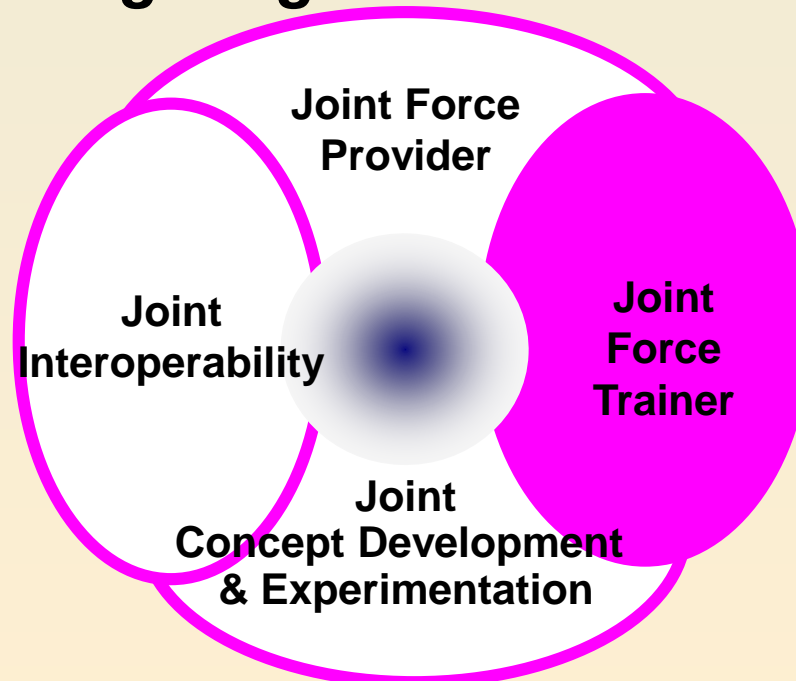 Joint Force
Provider
Joint
Interoperability
Joint
Force
Trainer
Joint
Concept Development
& Experimentation